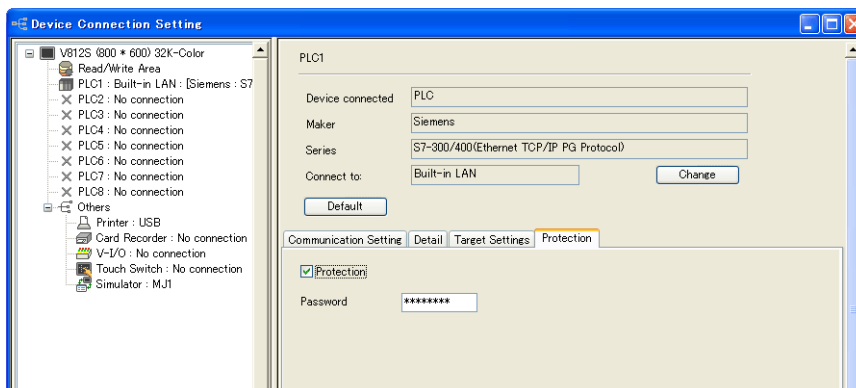 Device Connection Setting
V812S (800 * 600) 32K-Color
Read/Write Area
PLC1 : Built-in LAN : [Siemens : S7
PLC2 : No connection
PLC3 : No connection
PLC4 : No connection
PLC5 : No connection
PLC6 : No connection
PLC7 : No connection
PLC8 : No connection
Others
Printer : USB
Card Recorder : No connection
V-I/O : No connection
Touch Switch : No connection
Simulator : MJ1
PLC1
Device connected PLC
Maker Siemens
Series S7-300/400(Ethernet TCP/IP PG Protocol)
Connect to: Built-in LAN Change
Default
Communication Setting Detail Target Settings Protection
Protection
Password ********